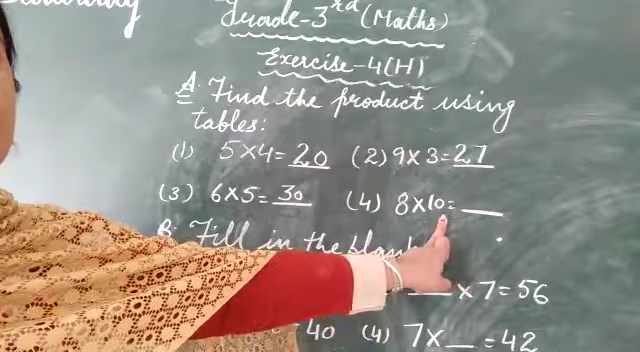 Grade-3rd (Maths)
Exercise-4(H)
A. Find the product using
tables:
(1) 5×4=20 (2) 9×3=27
(3) 6×5=30 (4) 8×10=__
B. Fill in the
__ ×7=56
=40 (4) 7×__=42